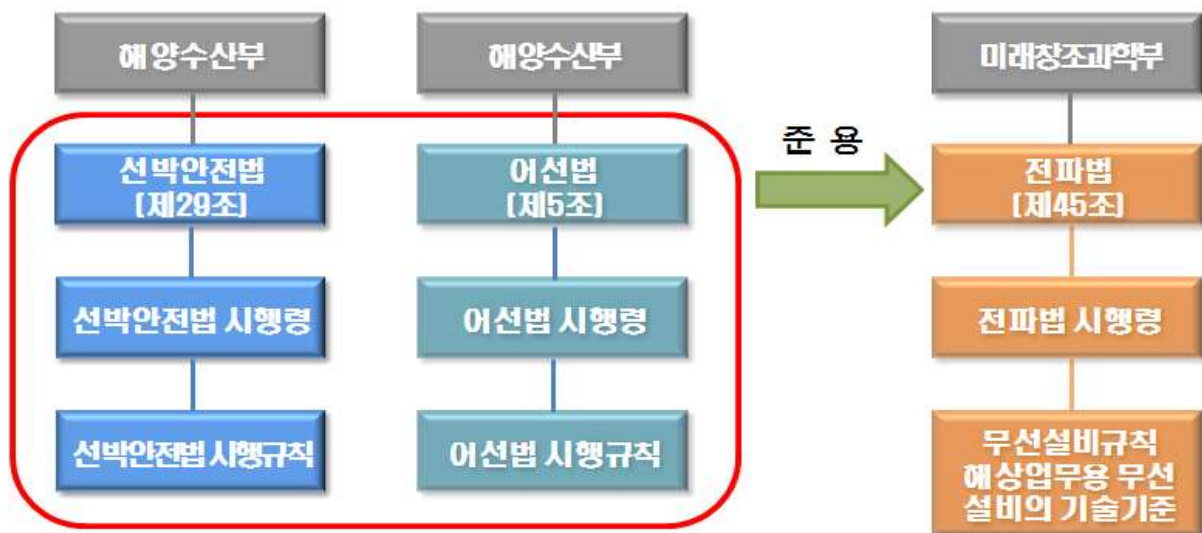 해양수산부
해양수산부
미래창조과학부
준 용
선박안전법
(제29조)
어선법
(제5조)
전파법
(제45조)
선박안전법 시행령
어선법 시행령
전파법 시행령
선박안전법 시행규칙
어선법 시행규칙
무선설비규칙
해상업무용 무선
설비의 기술기준